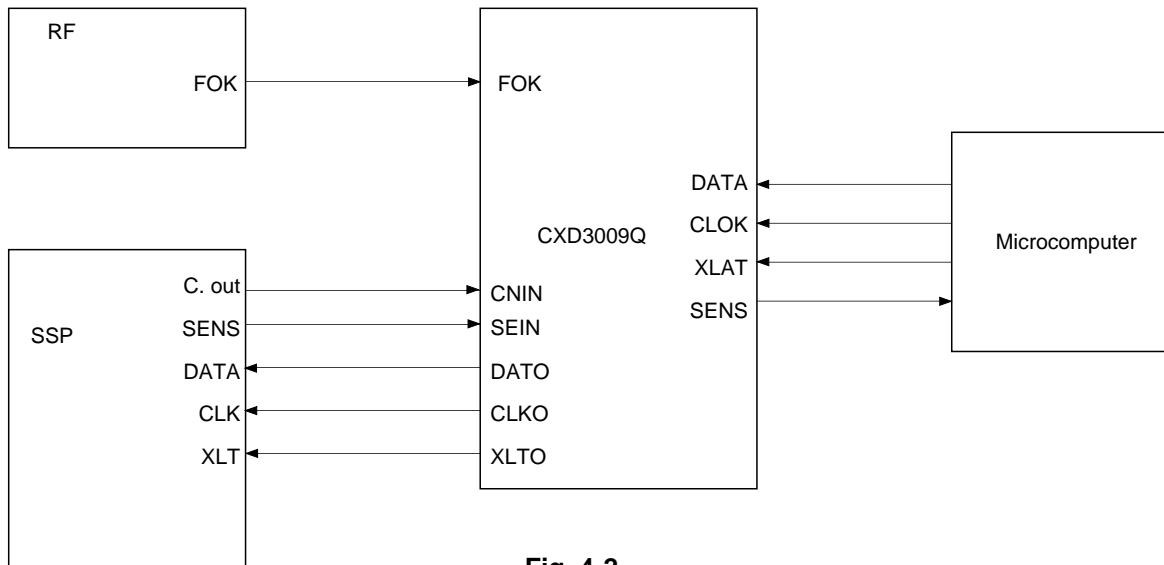 RF
FOK
FOK
DATA
CLOK
XLAT
SENS
CXD3009Q
Microcomputer
SSP
C. out
SENS
DATA
CLK
XLT
CNIN
SEIN
DATO
CLKO
XLTO